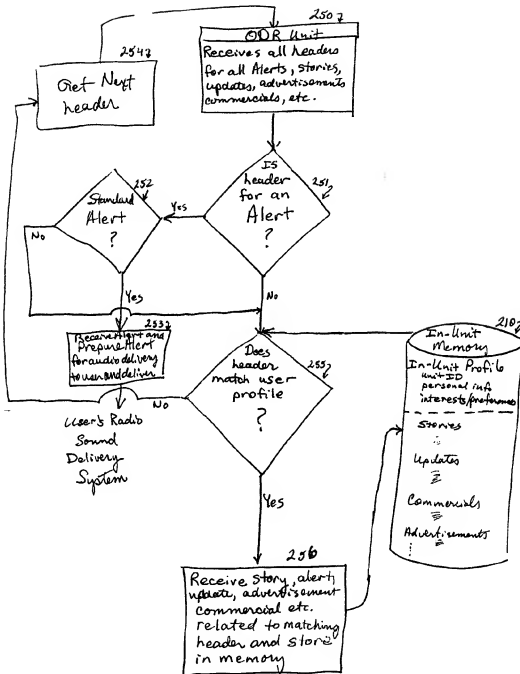 250
ODR Unit
Receives all headers
for all Alerts, stories,
updates, advertisements
commercials, etc.
254
Get Next
header
Is
header
for an
Alert
?
251
252
Standard
Alert
?
Yes
No
Yes
No
253
Receive Alert and
Prepare Alert
for audio delivery
to user and deliver
User's Radio
Sound
Delivery
System
Does
header
match user
profile
?
255
No
Yes
210
In-Unit
Memory
In-Unit Profile
unit ID
personal info
interests/preferences
Stories
Updates
Commercials
Advertisements
256
Receive Story, alert,
update, advertisement
commercial etc.
related to matching
header and store
in memory